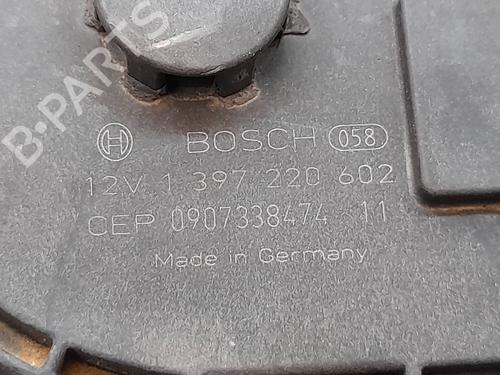 B-PARTS
BOSCH 058
12V 1 397 220 602
CEP 0907338474 11
Made in Germany